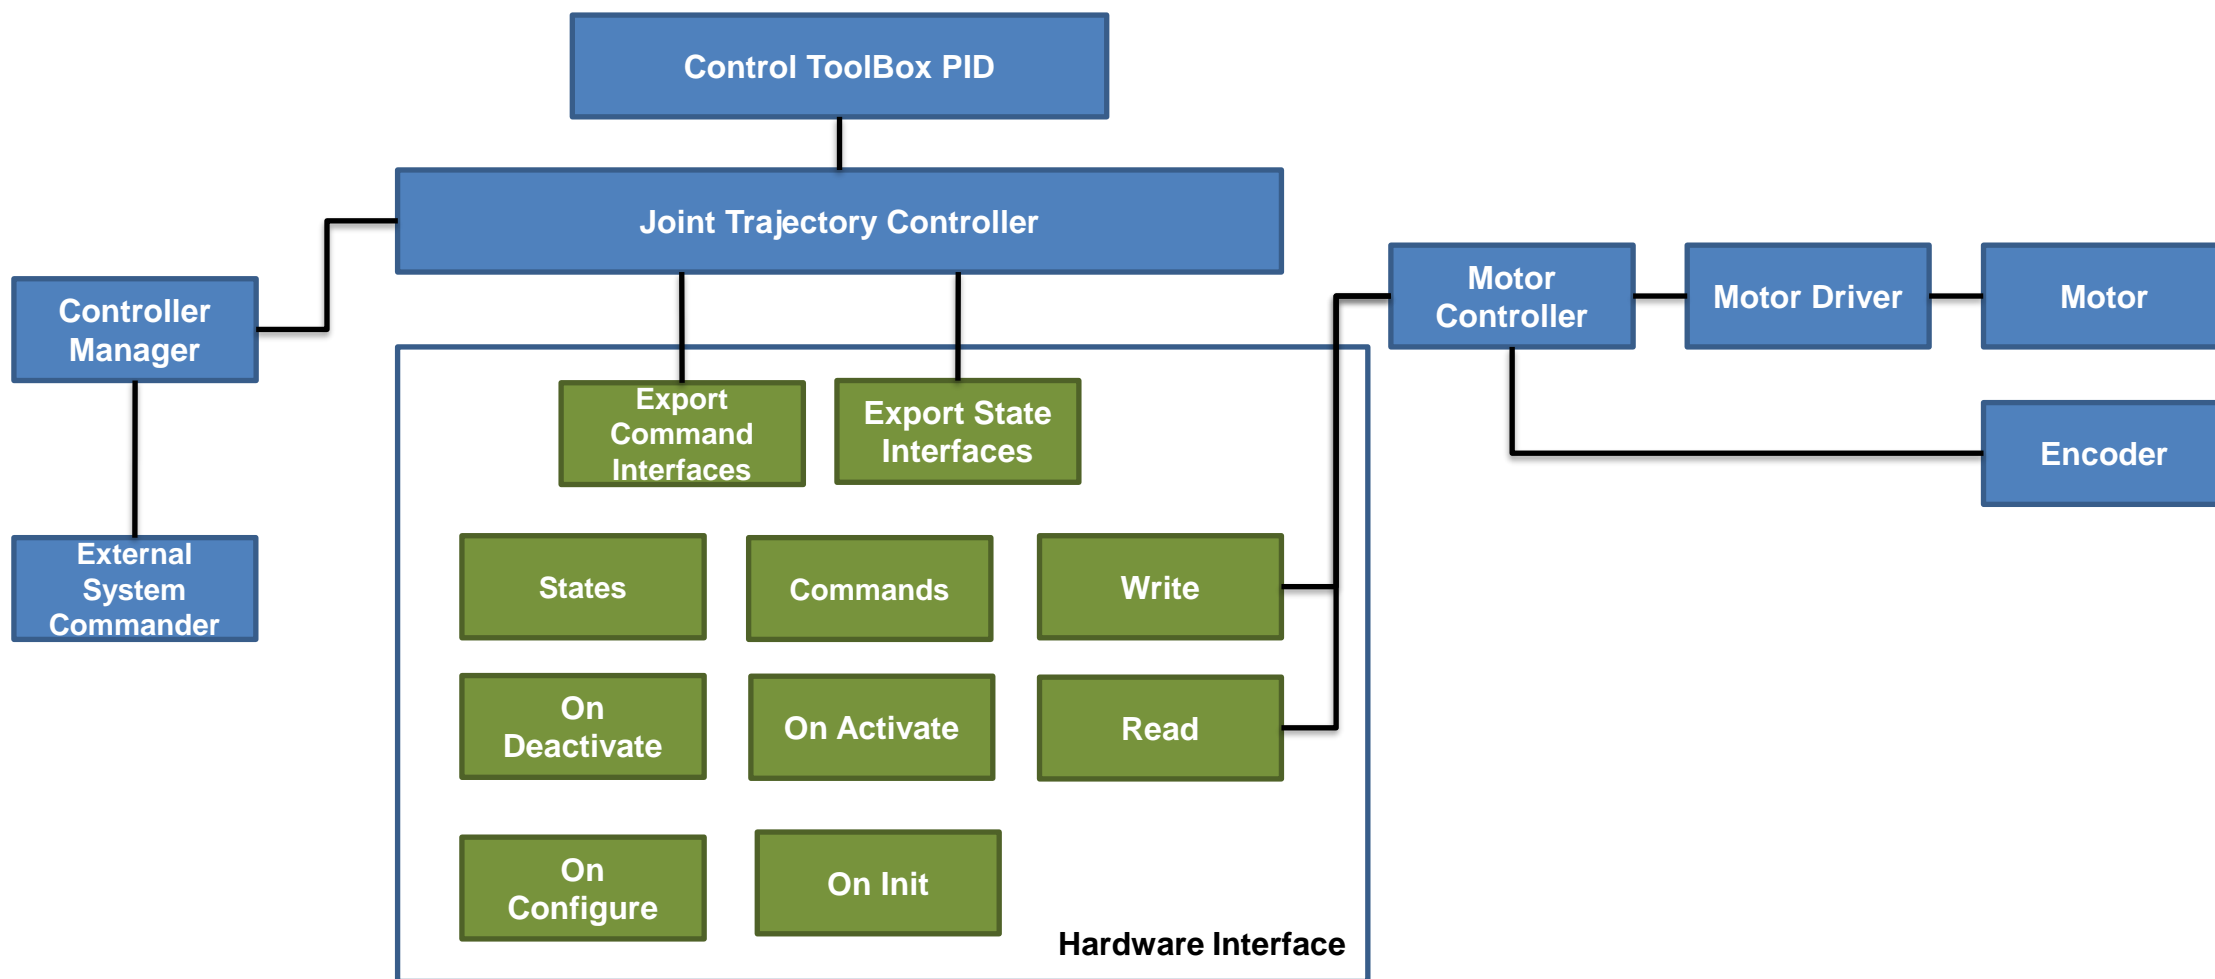 Control ToolBox PID
Joint Trajectory Controller
Controller
Manager
External
System
Commander
Motor
Controller
Motor Driver
Motor
Encoder
Export
Command
Interfaces
Export State
Interfaces
States
Commands
Write
On
Deactivate
On Activate
Read
On
Configure
On Init
Hardware Interface